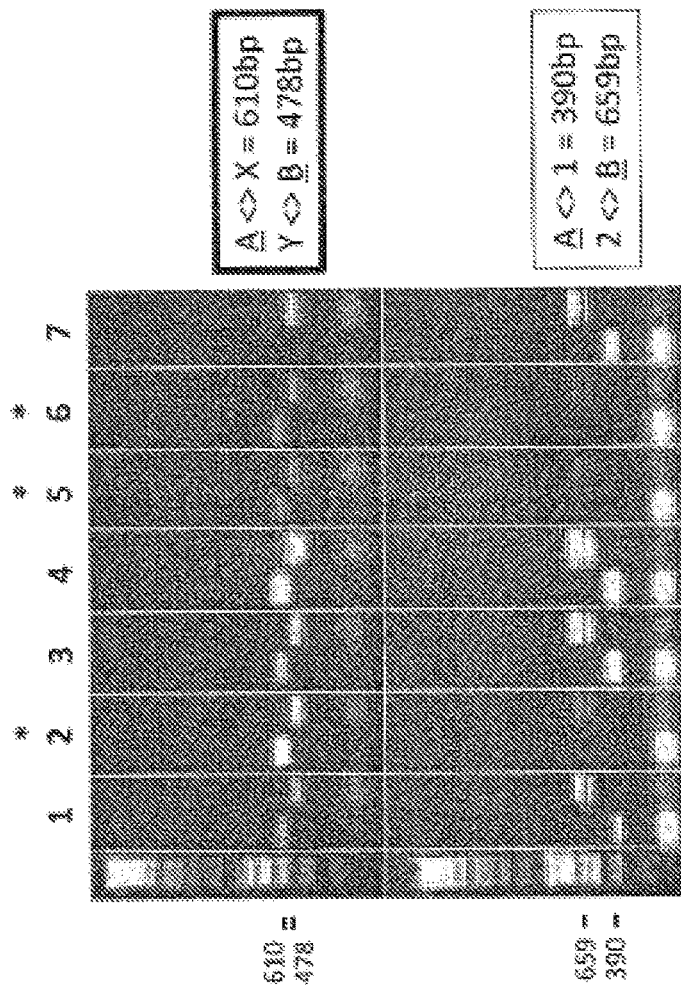 * * *
1 2 3 4 5 6 7
610
478
A <> X = 610bp
Y <> B = 478bp
659
390
A <> 1 = 390bp
2 <> B = 659bp